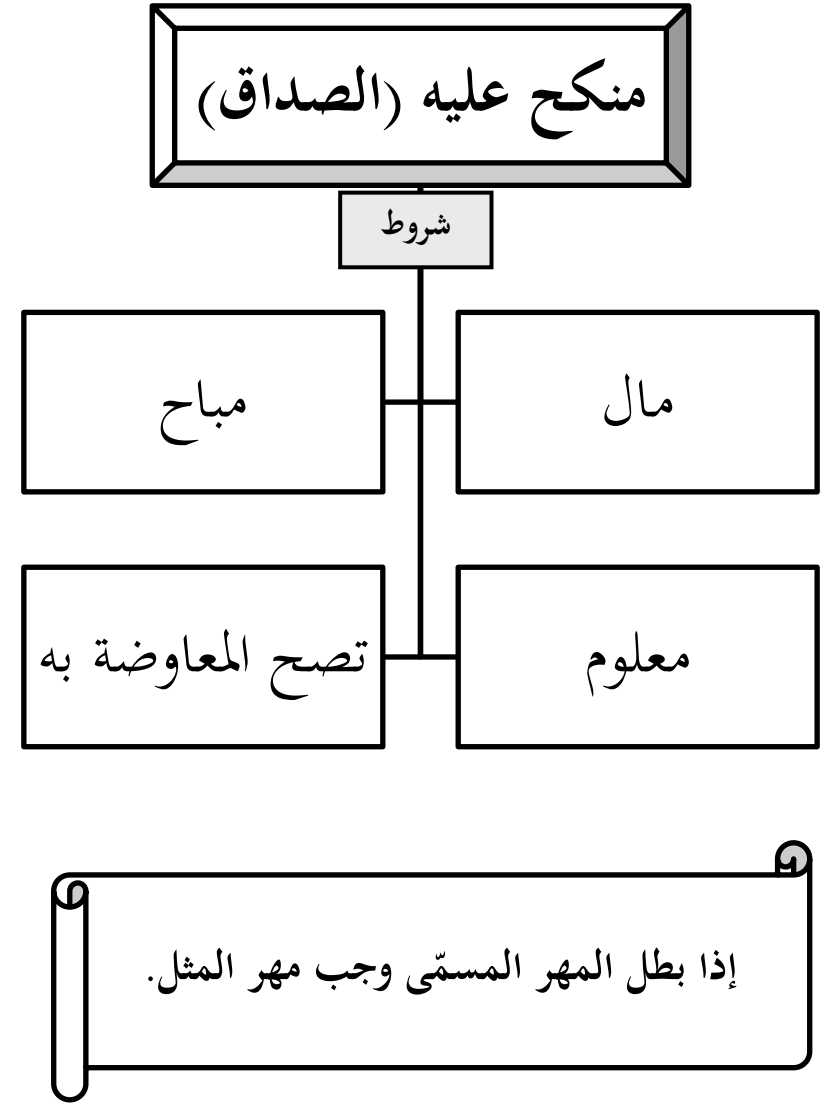 منكح عليه (الصداق)
شروط
مال
مباح
معلوم
تصح المعاوضة به
إذا بطل المهر المسمّى وجب مهر المثل.